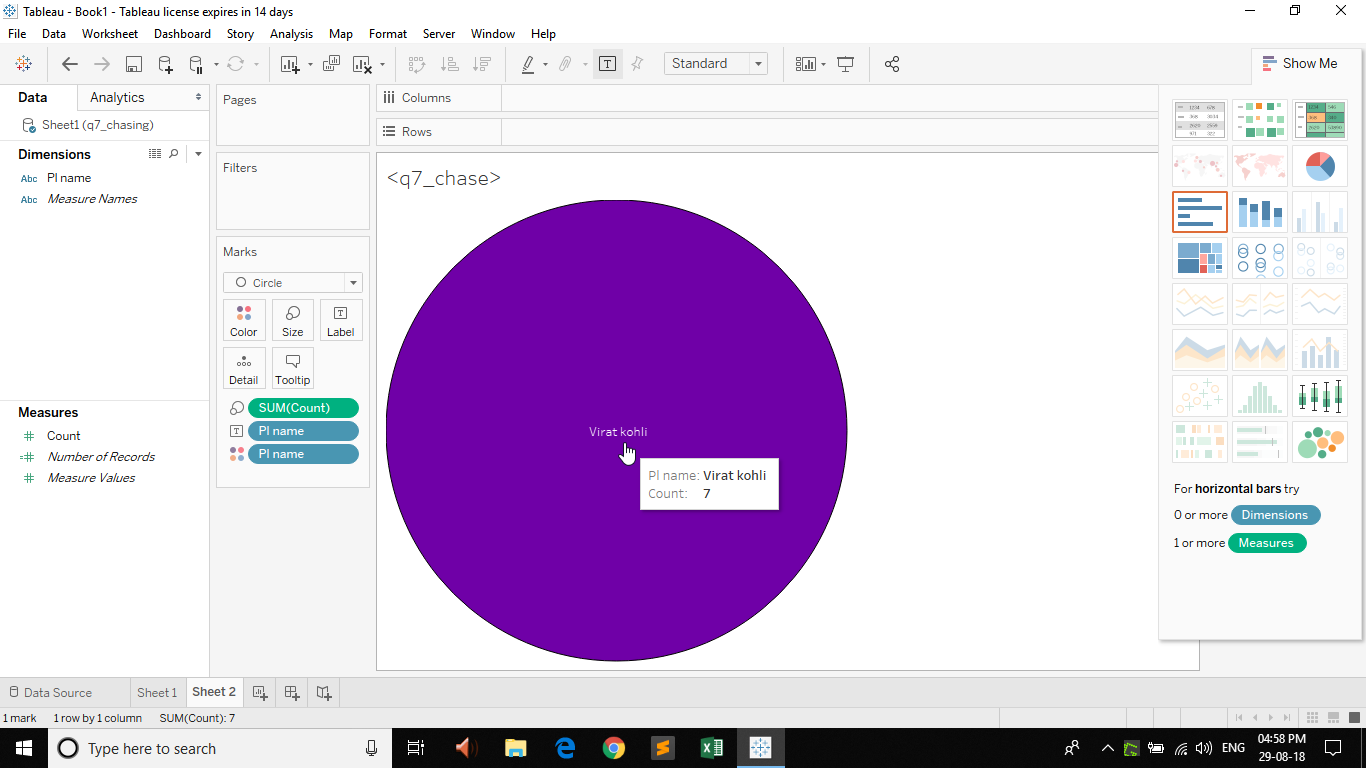 Tableau - Book1 - Tableau license expires in 14 days
File Data Worksheet Dashboard Story Analysis Map Format Server Window Help
Standard
Show Me
Data Analytics
Sheet1 (q7_chasing)
Dimensions
Abc Pl name
Abc Measure Names
Measures
Count
Number of Records
Measure Values
Pages
Filters
Marks
Circle
Color Size Label
Detail Tooltip
SUM(Count)
Pl name
Pl name
Columns
Rows
<q7_chase>
Virat kohli
Pl name: Virat kohli
Count: 7
For horizontal bars try
0 or more Dimensions
1 or more Measures
Data Source Sheet 1 Sheet 2
1 mark 1 row by 1 column SUM(Count): 7
Type here to search
ENG
04:58 PM
29-08-18